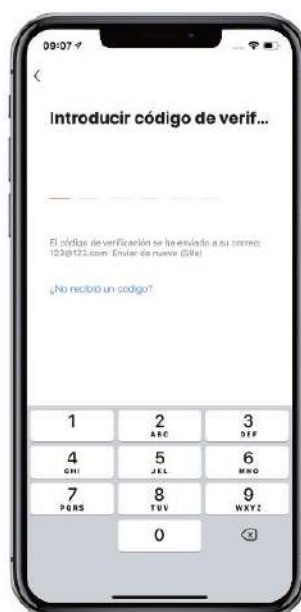 09:07
Introducir código de verif...
El código de verificación se ha enviado a su correo:
123@123.com Enviar de nuevo (59s)
¿No recibió un código?
1 2 3
ABC DEF
4 5 6
GHI JKL MNO
7 8 9
PQRS TUV WXYZ
0